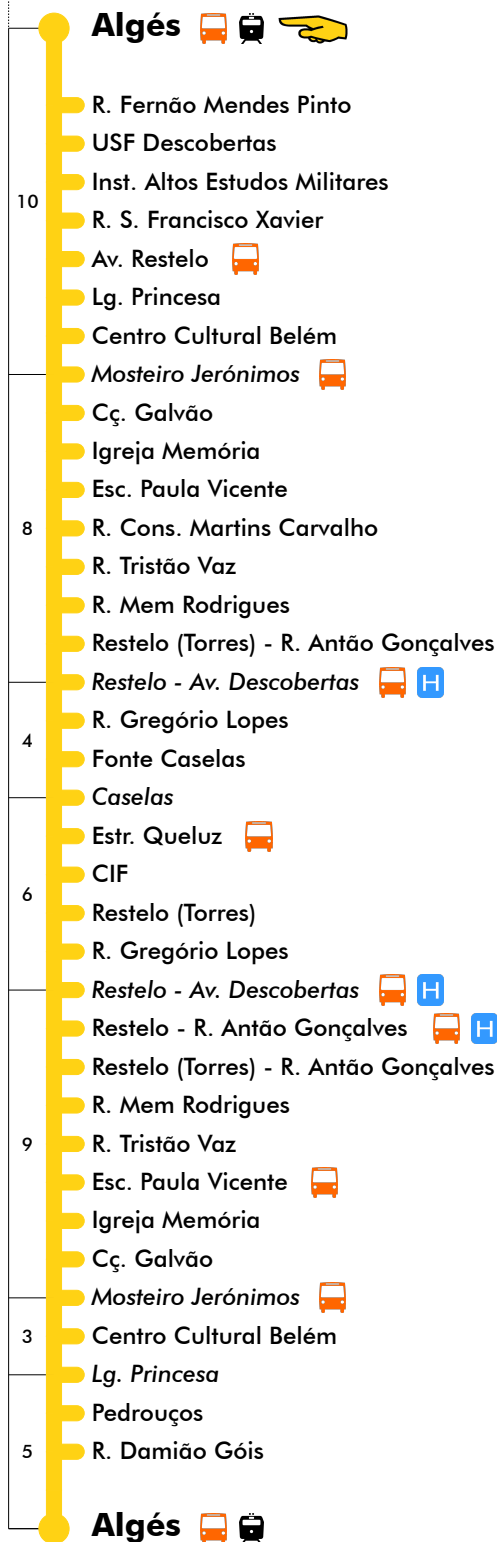 Algés
R. Fernão Mendes Pinto
USF Descobertas
Inst. Altos Estudos Militares
10
R. S. Francisco Xavier
Av. Restelo
Lg. Princesa
Centro Cultural Belém
Mosteiro Jerónimos
Cç. Galvão
Igreja Memória
Esc. Paula Vicente
8
R. Cons. Martins Carvalho
R. Tristão Vaz
R. Mem Rodrigues
Restelo (Torres) - R. Antão Gonçalves
Restelo - Av. Descobertas H
R. Gregório Lopes
4
Fonte Caselas
Caselas
Estr. Queluz
CIF
6
Restelo (Torres)
R. Gregório Lopes
Restelo - Av. Descobertas H
Restelo - R. Antão Gonçalves H
Restelo (Torres) - R. Antão Gonçalves
R. Mem Rodrigues
9
R. Tristão Vaz
Esc. Paula Vicente
Igreja Memória
Cç. Galvão
Mosteiro Jerónimos
3
Centro Cultural Belém
Lg. Princesa
Pedrouços
5
R. Damião Góis
Algés